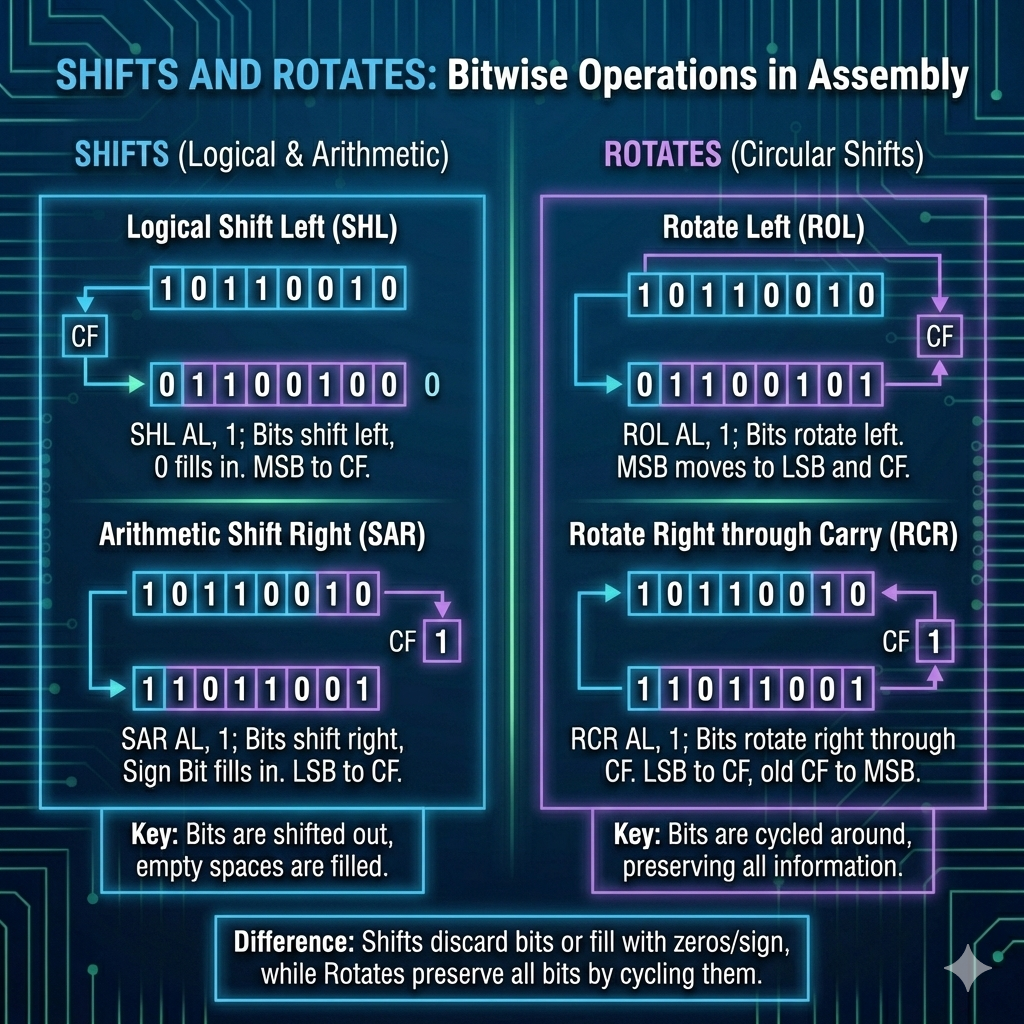 SHIFTS AND ROTATES: Bitwise Operations in Assembly
SHIFTS (Logical & Arithmetic)
Logical Shift Left (SHL)
1 0 1 1 0 0 1 0
CF
0 1 1 0 0 1 0 0 0
SHL AL, 1; Bits shift left,
0 fills in. MSB to CF.
Arithmetic Shift Right (SAR)
1 0 1 1 0 0 1 0
CF 1
1 1 0 1 1 0 0 1
SAR AL, 1; Bits shift right,
Sign Bit fills in. LSB to CF.
Key: Bits are shifted out,
empty spaces are filled.
ROTATES (Circular Shifts)
Rotate Left (ROL)
1 0 1 1 0 0 1 0
CF
0 1 1 0 0 1 0 1
ROL AL, 1; Bits rotate left.
MSB moves to LSB and CF.
Rotate Right through Carry (RCR)
1 0 1 1 0 0 1 0
CF 1
1 1 0 1 1 0 0 1
RCR AL, 1; Bits rotate right through
CF. LSB to CF, old CF to MSB.
Key: Bits are cycled around,
preserving all information.
Difference: Shifts discard bits or fill with zeros/sign,
while Rotates preserve all bits by cycling them.